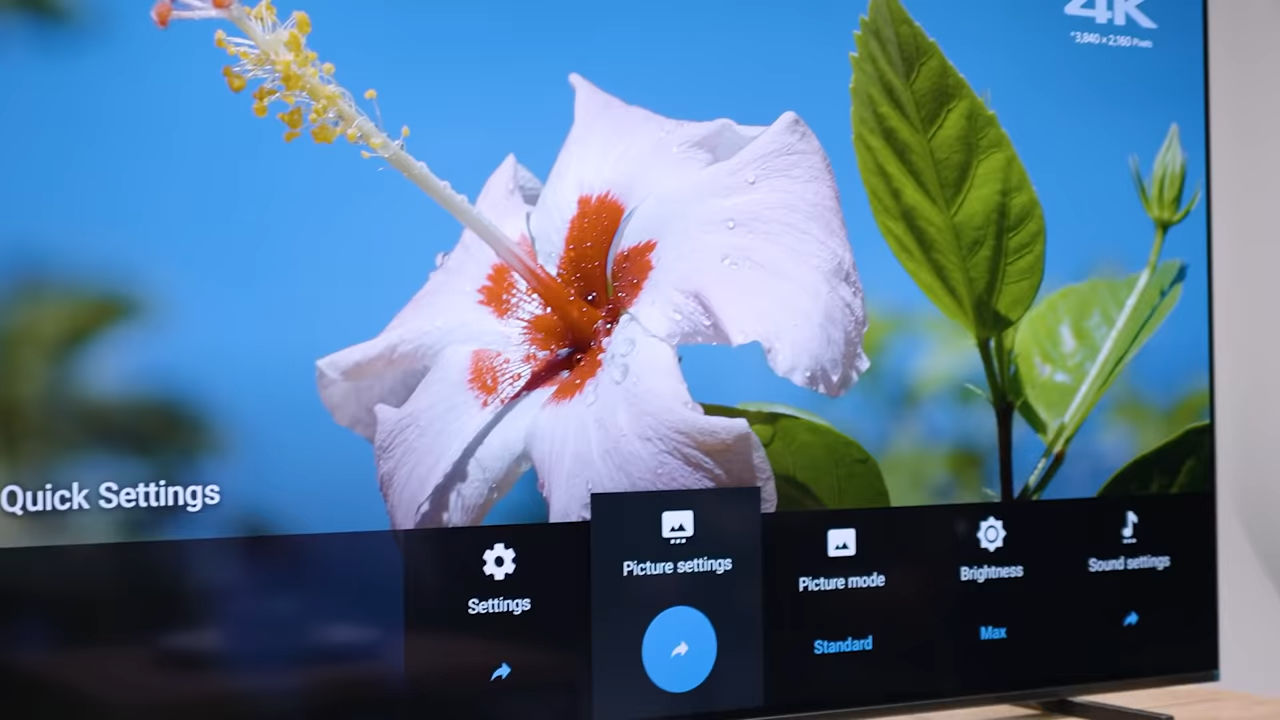 4K
*3,840 x 2,160 Pixels
Quick Settings
Settings
Picture settings
Picture mode
Standard
Brightness
Max
Sound settings